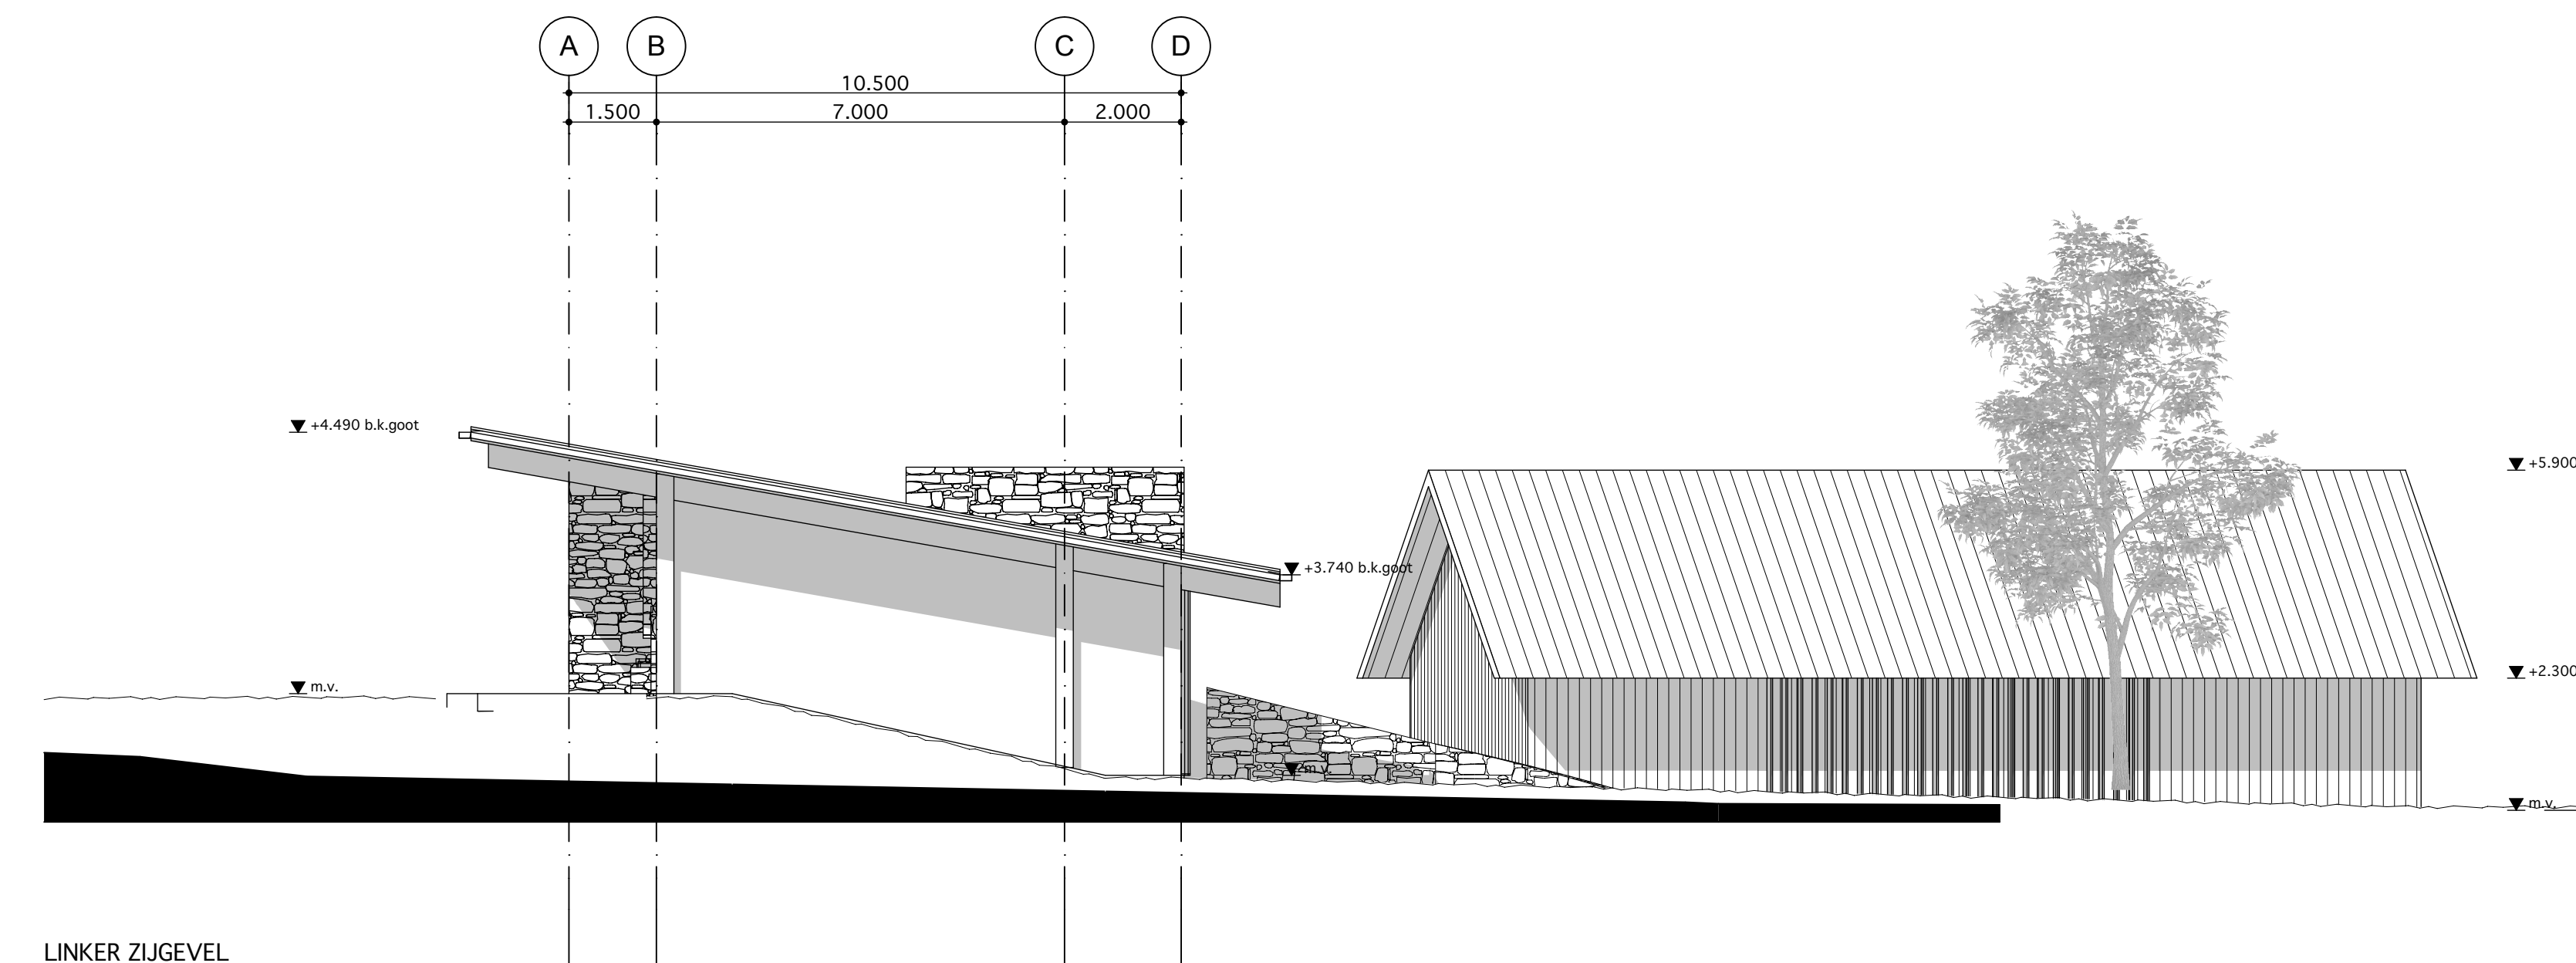 A B C D
10.500
1.500 7.000 2.000
+4.490 b.k.goot
+5.900
+3.740 b.k.goot
+2.300
m.v.
m.v.
m.v.
LINKER ZIJGEVEL